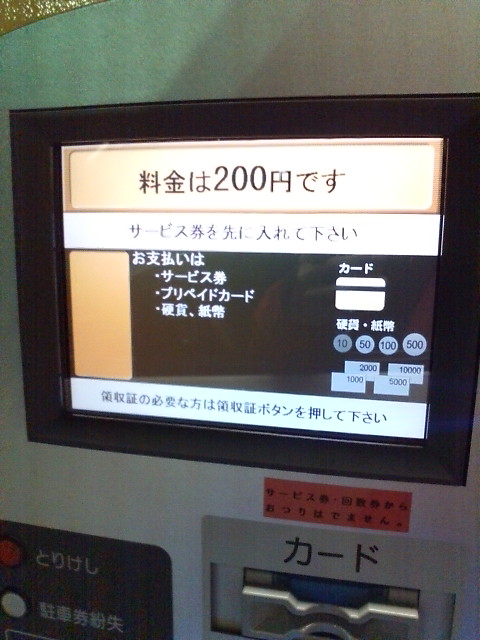 料金は200円です
サービス券を先に入れて下さい
お支払いは
・サービス券
・プリペイドカード
・硬貨、紙幣
カード
硬貨・紙幣
10 50 100 500
2000 10000
1000 5000
領収証の必要な方は領収証ボタンを押して下さい
サービス券・回数券から
おつりはでません。
カード
とりけし
駐車券紛失